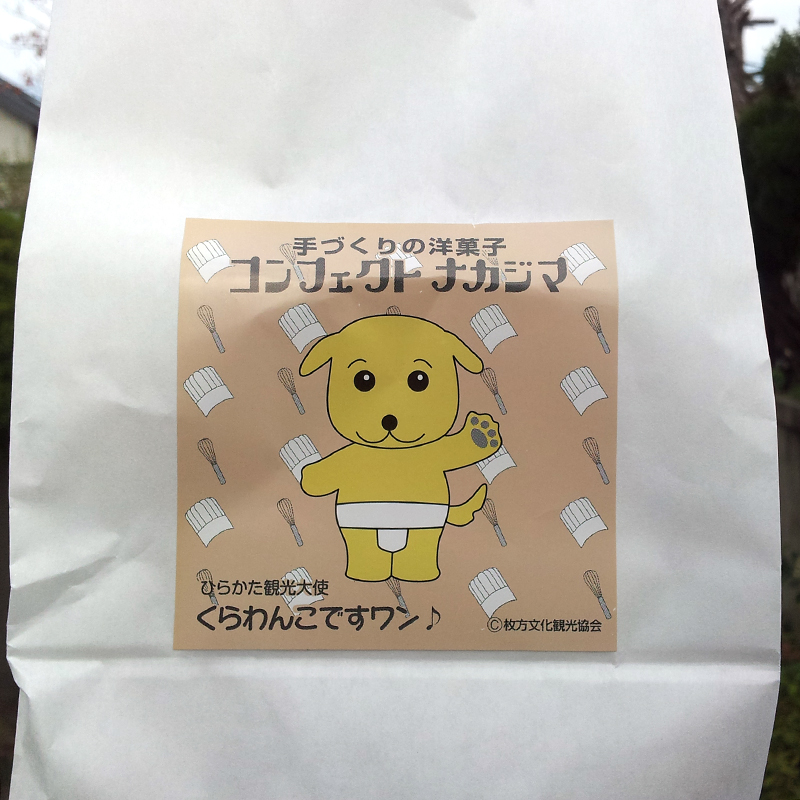 手づくりの洋菓子
コンフェクト ナカジマ
ひらかた観光大使
くらわんこですワン♪
©枚方文化観光協会